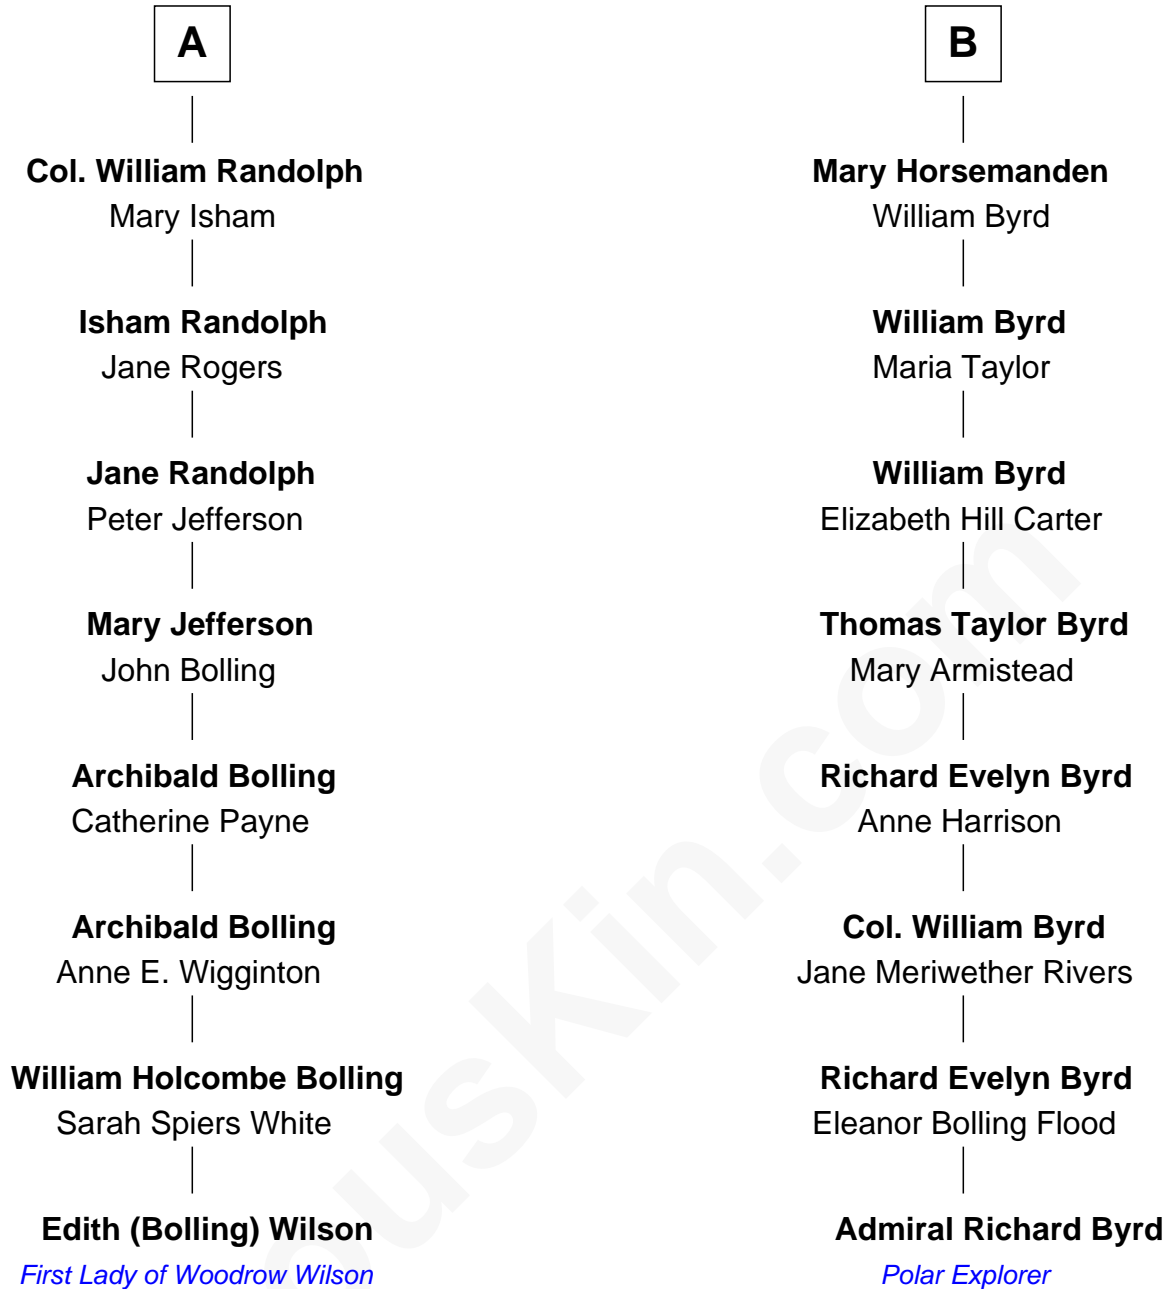 A
Col. William Randolph
Mary Isham
Isham Randolph
Jane Rogers
Jane Randolph
Peter Jefferson
Mary Jefferson
John Bolling
Archibald Bolling
Catherine Payne
Archibald Bolling
Anne E. Wigginton
William Holcombe Bolling
Sarah Spiers White
Edith (Bolling) Wilson
First Lady of Woodrow Wilson
B
Mary Horsemanden
William Byrd
William Byrd
Maria Taylor
William Byrd
Elizabeth Hill Carter
Thomas Taylor Byrd
Mary Armistead
Richard Evelyn Byrd
Anne Harrison
Col. William Byrd
Jane Meriwether Rivers
Richard Evelyn Byrd
Eleanor Bolling Flood
Admiral Richard Byrd
Polar Explorer
ousKin.com